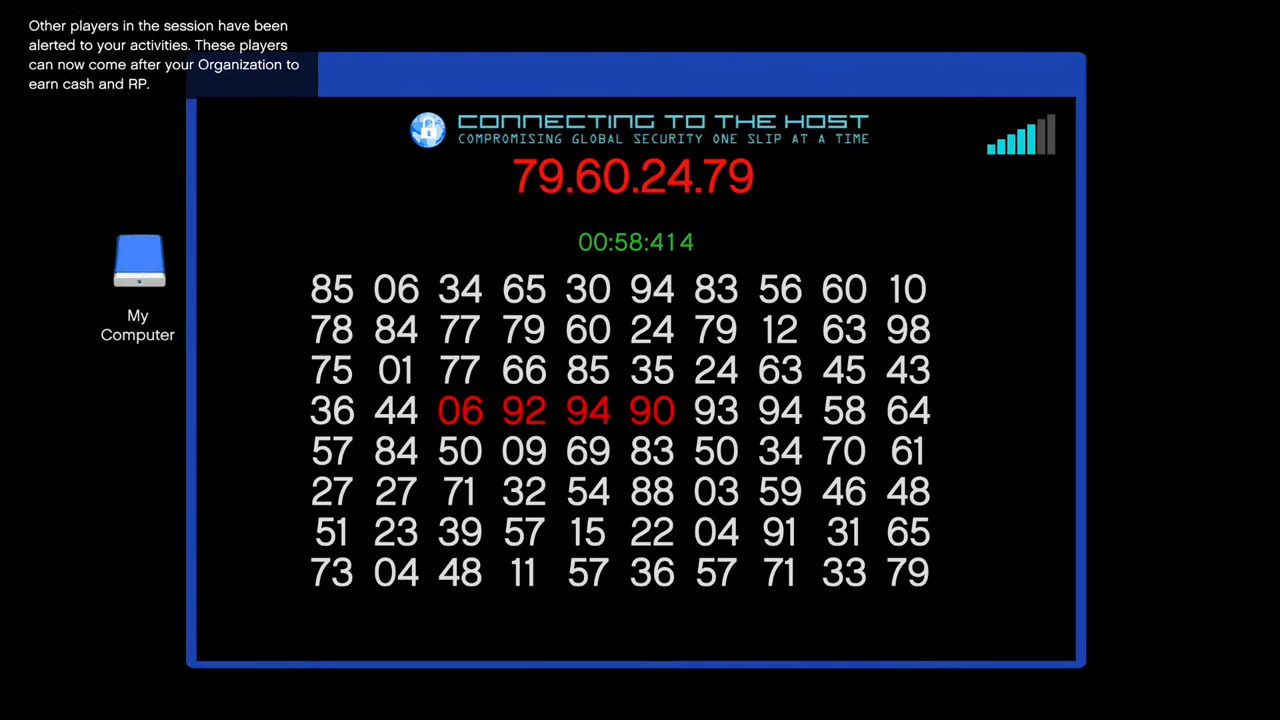 Other players in the session have been
alerted to your activities. These players
can now come after your Organization to
earn cash and RP.
CONNECTING TO THE HOST
COMPROMISING GLOBAL SECURITY ONE SLIP AT A TIME
79.60.24.79
00:58:414
85 06 34 65 30 94 83 56 60 10
78 84 77 79 60 24 79 12 63 98
75 01 77 66 85 35 24 63 45 43
36 44 06 92 94 90 93 94 58 64
57 84 50 09 69 83 50 34 70 61
27 27 71 32 54 88 03 59 46 48
51 23 39 57 15 22 04 91 31 65
73 04 48 11 57 36 57 71 33 79
My
Computer